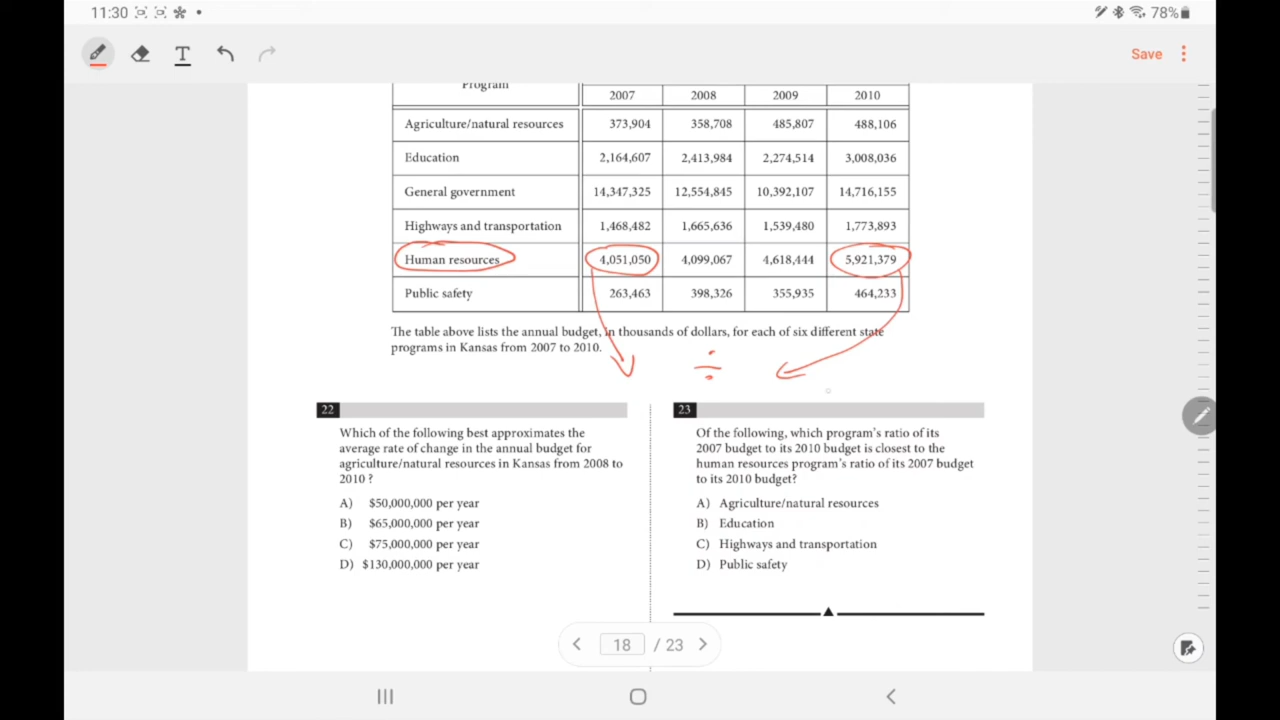 11:30
78%
T
Save
Program
2007 2008 2009 2010
Agriculture/natural resources 373,904 358,708 485,807 488,106
Education 2,164,607 2,413,984 2,274,514 3,008,036
General government 14,347,325 12,554,845 10,392,107 14,716,155
Highways and transportation 1,468,482 1,665,636 1,539,480 1,773,893
Human resources 4,051,050 4,099,067 4,618,444 5,921,379
Public safety 263,463 398,326 355,935 464,233
The table above lists the annual budget, in thousands of dollars, for each of six different state
programs in Kansas from 2007 to 2010.
÷
22
Which of the following best approximates the
average rate of change in the annual budget for
agriculture/natural resources in Kansas from 2008 to
2010 ?
A) $50,000,000 per year
B) $65,000,000 per year
C) $75,000,000 per year
D) $130,000,000 per year
23
Of the following, which program's ratio of its
2007 budget to its 2010 budget is closest to the
human resources program's ratio of its 2007 budget
to its 2010 budget?
A) Agriculture/natural resources
B) Education
C) Highways and transportation
D) Public safety
18 / 23